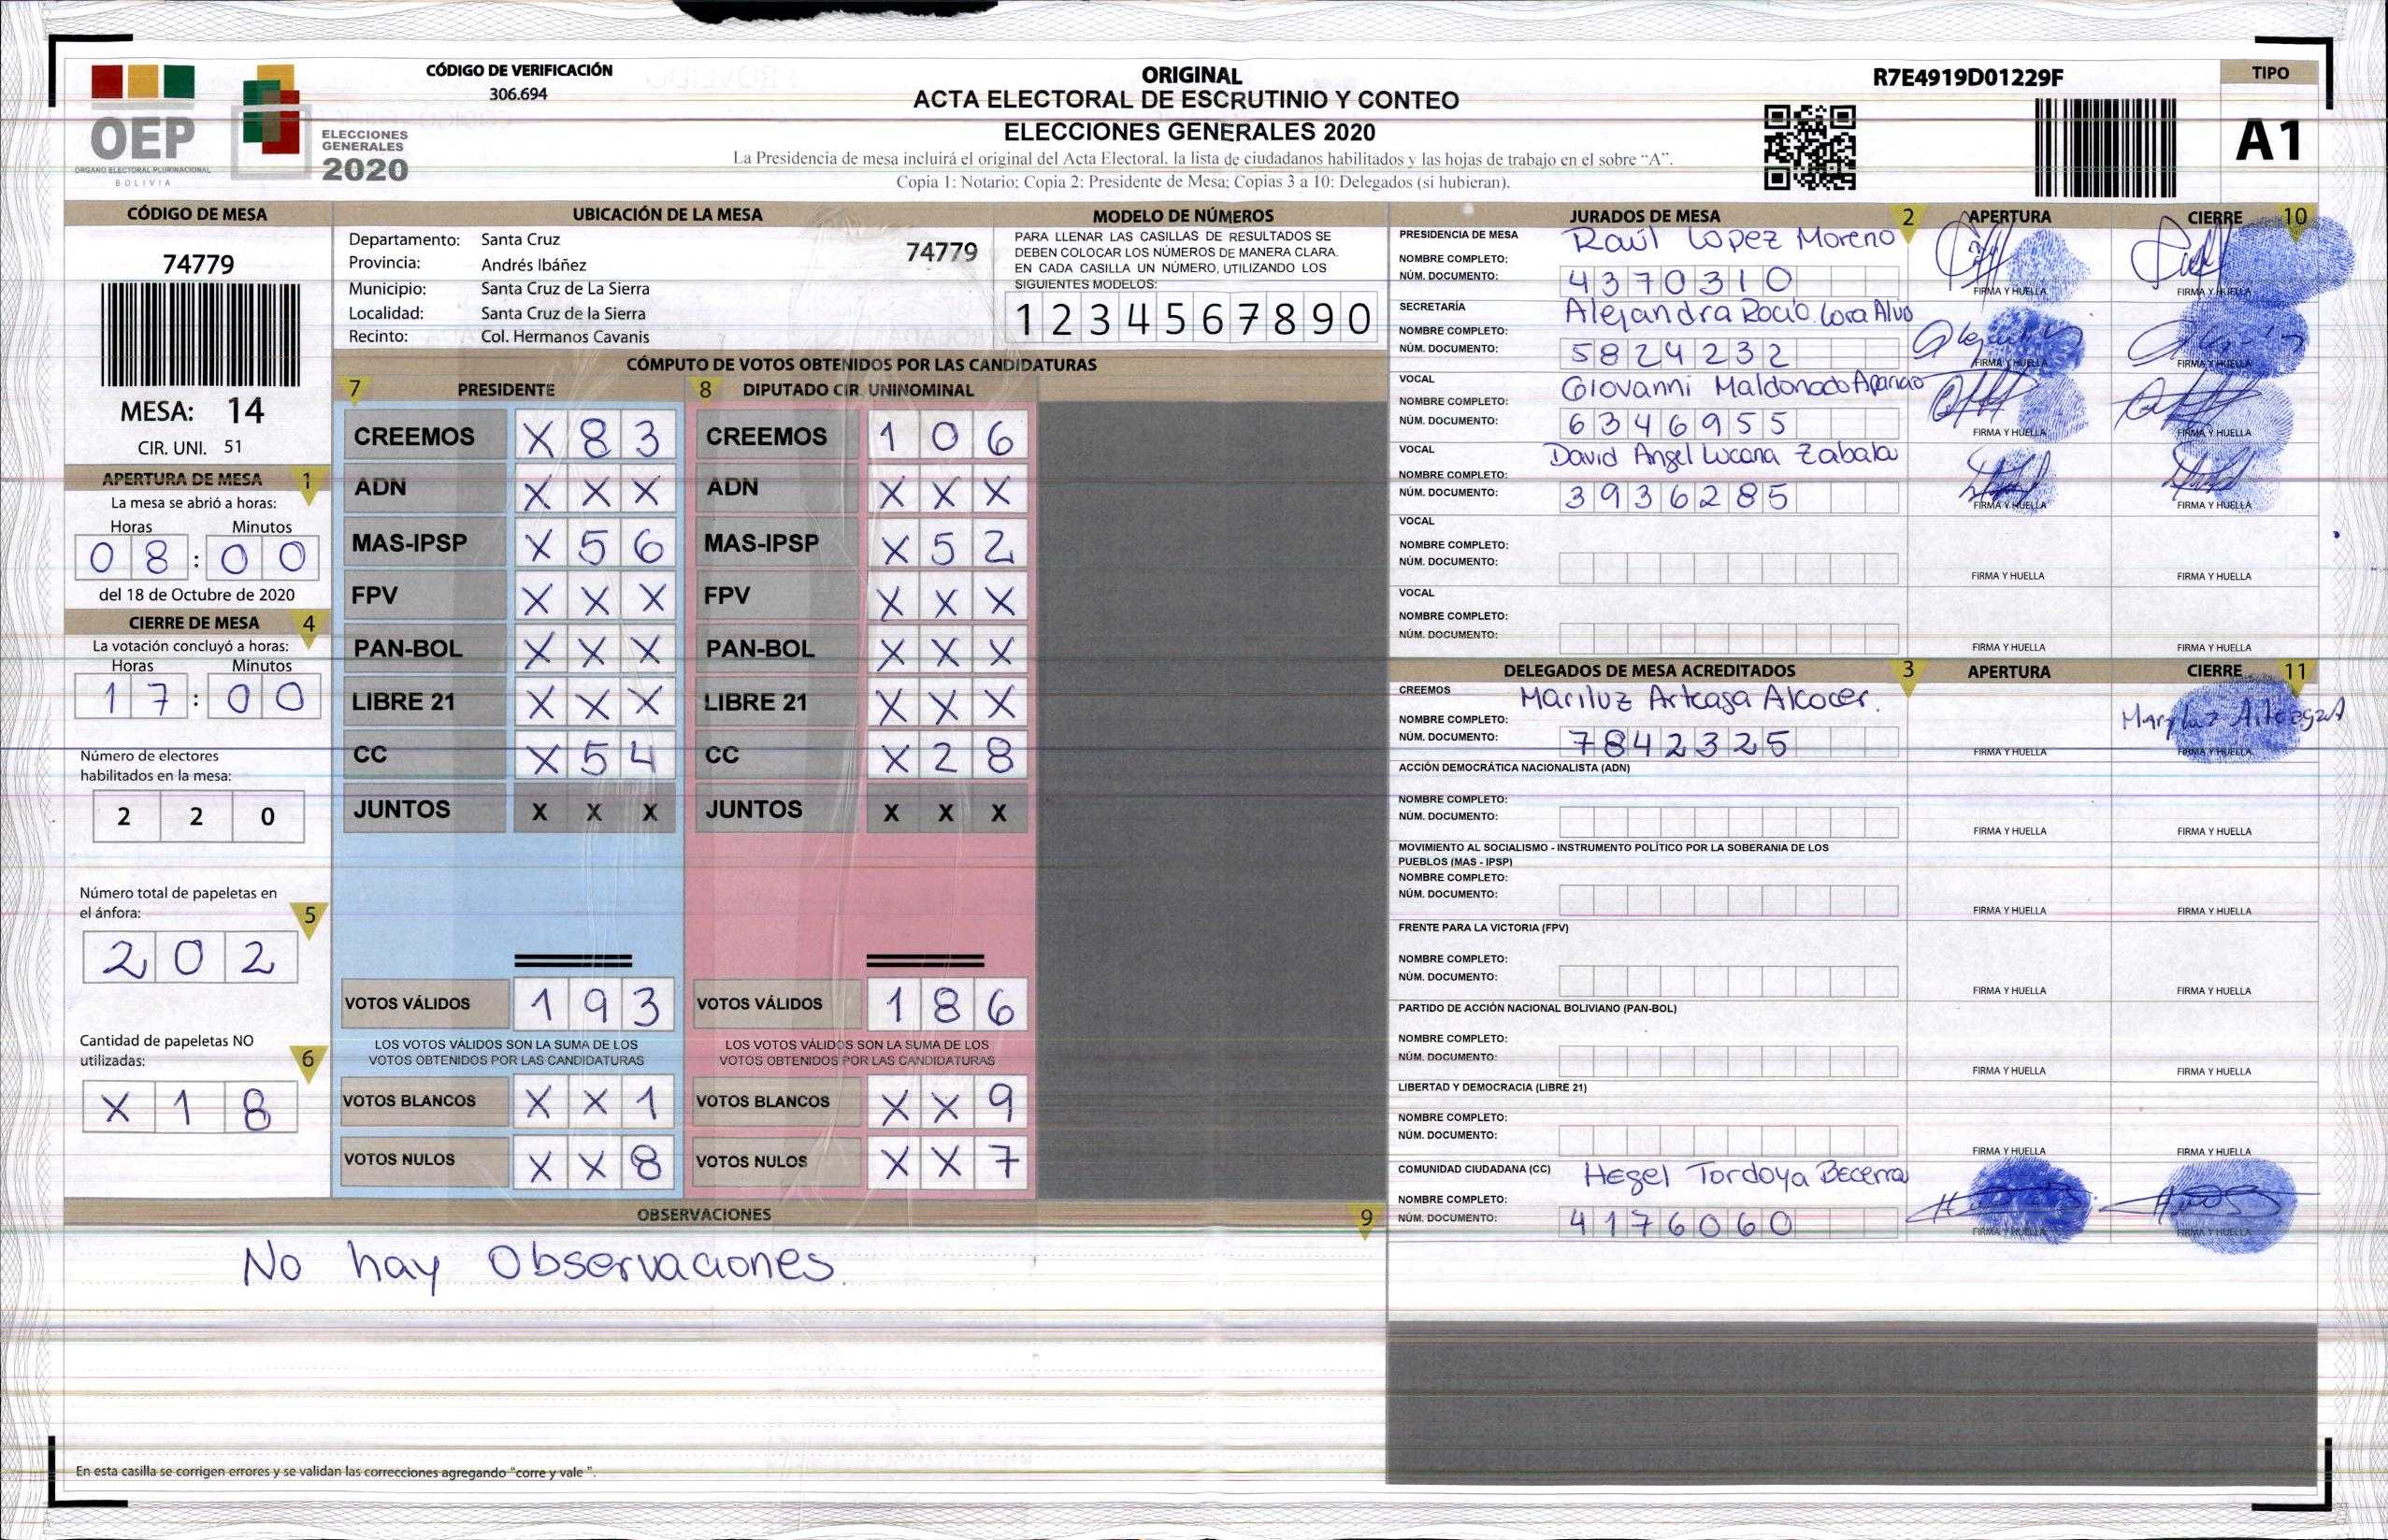 CÓDIGO DE VERIFICACIÓN
306.694
OEP
ÓRGANO ELECTORAL PLURINACIONAL
BOLIVIA
ELECCIONES
GENERALES
2020
ORIGINAL
ACTA ELECTORAL DE ESCRUTINIO Y CONTEO
ELECCIONES GENERALES 2020
La Presidencia de mesa incluirá el original del Acta Electoral, la lista de ciudadanos habilitados y las hojas de trabajo en el sobre “A”.
Copia 1: Notario; Copia 2: Presidente de Mesa; Copias 3 a 10: Delegados (si hubieran).
R7E4919D01229F
TIPO
A1
CÓDIGO DE MESA
74779
MESA: 14
CIR. UNI. 51
APERTURA DE MESA 1
La mesa se abrió a horas:
Horas Minutos
0 8 : 0 0
del 18 de Octubre de 2020
CIERRE DE MESA 4
La votación concluyó a horas:
Horas Minutos
1 7 : 0 0
Número de electores
habilitados en la mesa:
2 2 0
Número total de papeletas en
el ánfora: 5
2 0 2
Cantidad de papeletas NO
utilizadas: 6
X 1 8
UBICACIÓN DE LA MESA
Departamento: Santa Cruz
74779
Provincia: Andrés Ibáñez
Municipio: Santa Cruz de La Sierra
Localidad: Santa Cruz de la Sierra
Recinto: Col. Hermanos Cavanis
MODELO DE NÚMEROS
PARA LLENAR LAS CASILLAS DE RESULTADOS SE
DEBEN COLOCAR LOS NÚMEROS DE MANERA CLARA.
EN CADA CASILLA UN NÚMERO, UTILIZANDO LOS
SIGUIENTES MODELOS:
1 2 3 4 5 6 7 8 9 0
CÓMPUTO DE VOTOS OBTENIDOS POR LAS CANDIDATURAS
7 PRESIDENTE 8 DIPUTADO CIR. UNINOMINAL
CREEMOS X 8 3 CREEMOS 1 0 6
ADN X X X ADN X X X
MAS-IPSP X 5 6 MAS-IPSP X 5 2
FPV X X X FPV X X X
PAN-BOL X X X PAN-BOL X X X
LIBRE 21 X X X LIBRE 21 X X X
CC X 5 4 CC X 2 8
JUNTOS X X X JUNTOS X X X
VOTOS VÁLIDOS 1 9 3 VOTOS VÁLIDOS 1 8 6
LOS VOTOS VÁLIDOS SON LA SUMA DE LOS LOS VOTOS VÁLIDOS SON LA SUMA DE LOS
VOTOS OBTENIDOS POR LAS CANDIDATURAS VOTOS OBTENIDOS POR LAS CANDIDATURAS
VOTOS BLANCOS X X 1 VOTOS BLANCOS X X 9
VOTOS NULOS X X 8 VOTOS NULOS X X 7
OBSERVACIONES 9
No hay Observaciones.
En esta casilla se corrigen errores y se validan las correcciones agregando “corre y vale ”.
JURADOS DE MESA 2 APERTURA CIERRE 10
PRESIDENCIA DE MESA Raúl Lopez Moreno
NOMBRE COMPLETO:
NÚM. DOCUMENTO: 4370310
FIRMA Y HUELLA FIRMA Y HUELLA
SECRETARÍA Alejandra Rocio
NOMBRE COMPLETO:
NÚM. DOCUMENTO: 5824232
FIRMA Y HUELLA FIRMA Y HUELLA
VOCAL Giovanni Maldonado
NOMBRE COMPLETO:
NÚM. DOCUMENTO: 6346955
FIRMA Y HUELLA FIRMA Y HUELLA
VOCAL David Angel Lucana Zabala
NOMBRE COMPLETO:
NÚM. DOCUMENTO: 3936285
FIRMA Y HUELLA FIRMA Y HUELLA
VOCAL
NOMBRE COMPLETO:
NÚM. DOCUMENTO:
FIRMA Y HUELLA FIRMA Y HUELLA
VOCAL
NOMBRE COMPLETO:
NÚM. DOCUMENTO:
FIRMA Y HUELLA FIRMA Y HUELLA
DELEGADOS DE MESA ACREDITADOS 3 APERTURA CIERRE 11
CREEMOS Mariluz Arteaga Alcocer.
NOMBRE COMPLETO:
NÚM. DOCUMENTO: 7842325
FIRMA Y HUELLA FIRMA Y HUELLA
ACCIÓN DEMOCRÁTICA NACIONALISTA (ADN)
NOMBRE COMPLETO:
NÚM. DOCUMENTO:
FIRMA Y HUELLA FIRMA Y HUELLA
MOVIMIENTO AL SOCIALISMO - INSTRUMENTO POLÍTICO POR LA SOBERANIA DE LOS
PUEBLOS (MAS - IPSP)
NOMBRE COMPLETO:
NÚM. DOCUMENTO:
FIRMA Y HUELLA FIRMA Y HUELLA
FRENTE PARA LA VICTORIA (FPV)
NOMBRE COMPLETO:
NÚM. DOCUMENTO:
FIRMA Y HUELLA FIRMA Y HUELLA
PARTIDO DE ACCIÓN NACIONAL BOLIVIANO (PAN-BOL)
NOMBRE COMPLETO:
NÚM. DOCUMENTO:
FIRMA Y HUELLA FIRMA Y HUELLA
LIBERTAD Y DEMOCRACIA (LIBRE 21)
NOMBRE COMPLETO:
NÚM. DOCUMENTO:
FIRMA Y HUELLA FIRMA Y HUELLA
COMUNIDAD CIUDADANA (CC) Hegel Tordoya Becerra
NOMBRE COMPLETO:
NÚM. DOCUMENTO: 4176060
FIRMA Y HUELLA FIRMA Y HUELLA